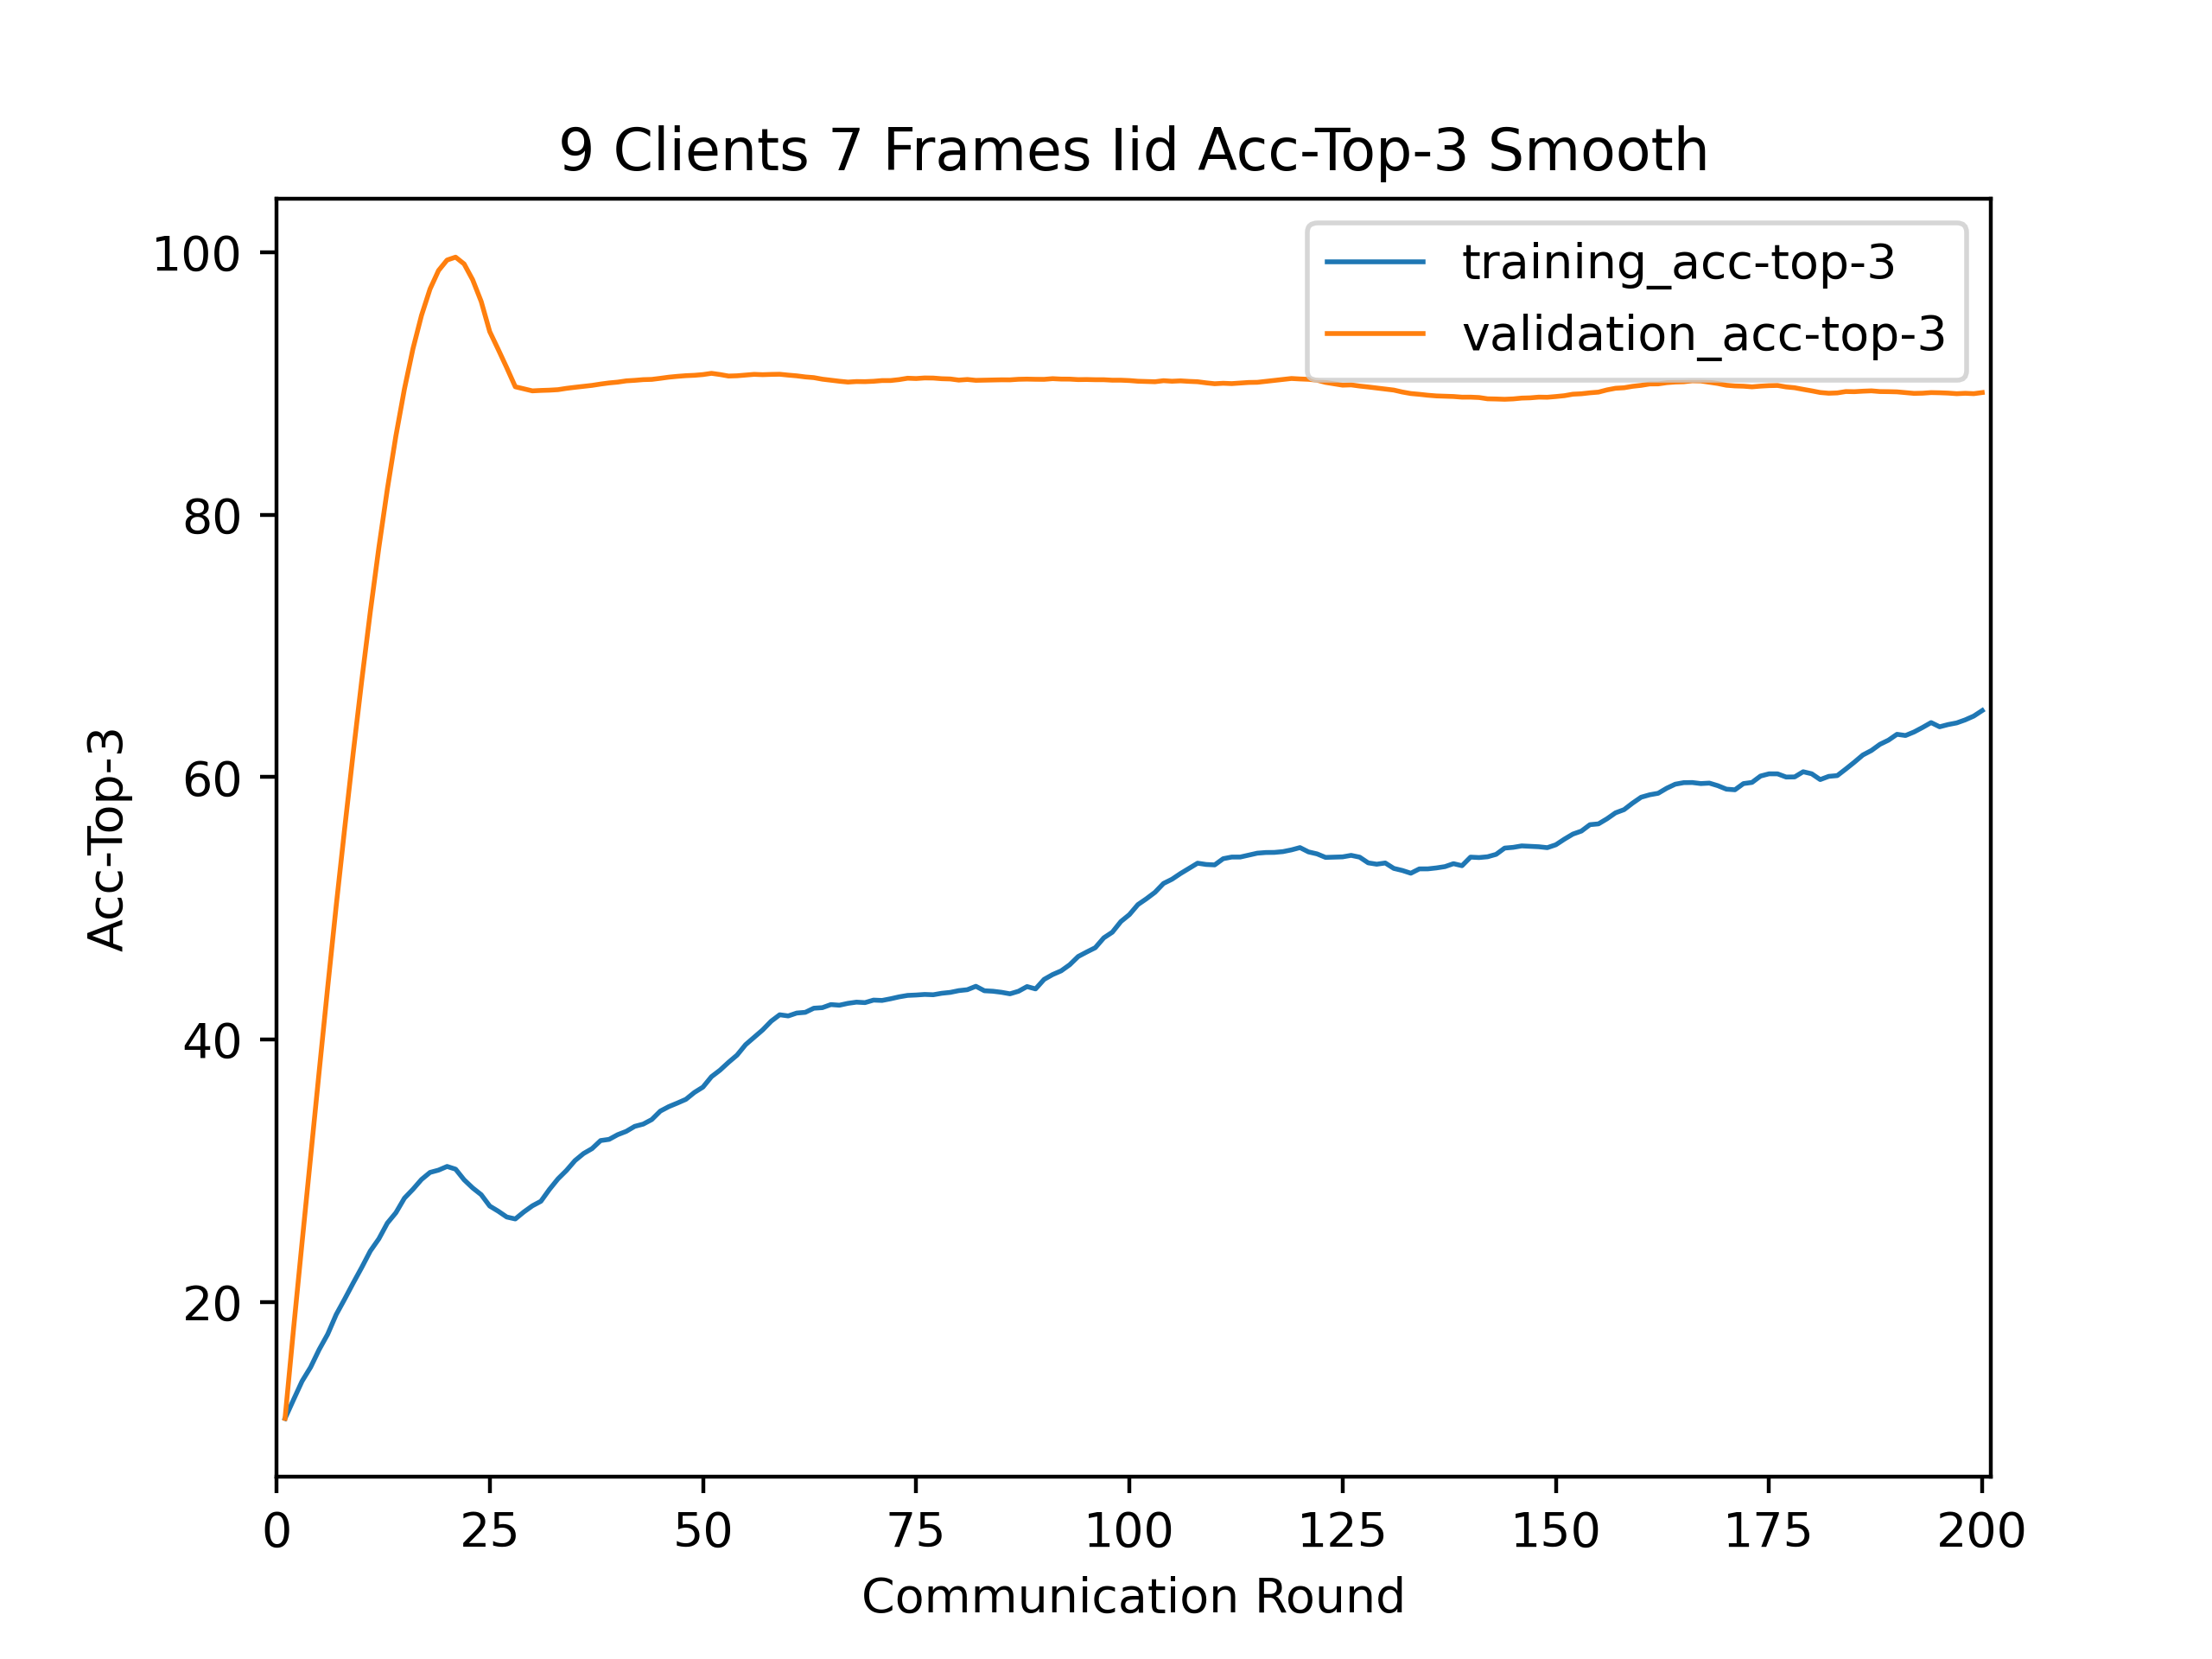 9 Clients 7 Frames Iid Acc-Top-3 Smooth
training_acc-top-3
validation_acc-top-3
100
80
60
40
20
Acc-Top-3
0 25 50 75 100 125 150 175 200
Communication Round